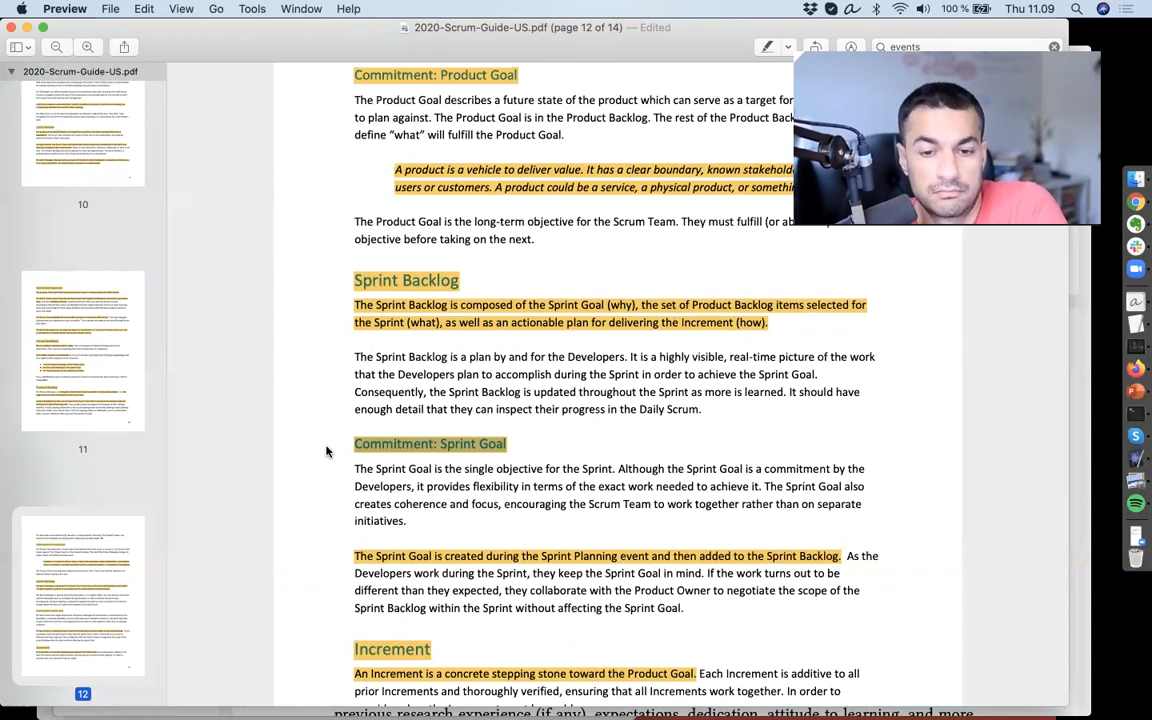 Preview File Edit View Go Tools Window Help 100 % Thu 11.09
2020-Scrum-Guide-US.pdf (page 12 of 14) — Edited
events
2020-Scrum-Guide-US.pdf
10
11
12
Commitment: Product Goal
The Product Goal describes a future state of the product which can serve as a target for
to plan against. The Product Goal is in the Product Backlog. The rest of the Product
define “what” will fulfill the Product Goal.
A product is a vehicle to deliver value. It has a clear boundary, known
users or customers. A product could be a service, a physical product, or
The Product Goal is the long-term objective for the Scrum Team. They must fulfill (or
objective before taking on the next.
Sprint Backlog
The Sprint Backlog is composed of the Sprint Goal (why), the set of Product Backlog items selected for
the Sprint (what), as well as an actionable plan for delivering the Increment (how).
The Sprint Backlog is a plan by and for the Developers. It is a highly visible, real-time picture of the work
that the Developers plan to accomplish during the Sprint in order to achieve the Sprint Goal.
Consequently, the Sprint Backlog is updated throughout the Sprint as more is learned. It should have
enough detail that they can inspect their progress in the Daily Scrum.
Commitment: Sprint Goal
The Sprint Goal is the single objective for the Sprint. Although the Sprint Goal is a commitment by the
Developers, it provides flexibility in terms of the exact work needed to achieve it. The Sprint Goal also
creates coherence and focus, encouraging the Scrum Team to work together rather than on separate
initiatives.
The Sprint Goal is created during the Sprint Planning event and then added to the Sprint Backlog. As the
Developers work during the Sprint, they keep the Sprint Goal in mind. If the work turns out to be
different than they expected, they collaborate with the Product Owner to negotiate the scope of the
Sprint Backlog within the Sprint without affecting the Sprint Goal.
Increment
An Increment is a concrete stepping stone toward the Product Goal. Each Increment is additive to all
prior Increments and thoroughly verified, ensuring that all Increments work together. In order to
previous research experience (if any), expectations, dedication, attitude to learning, and more